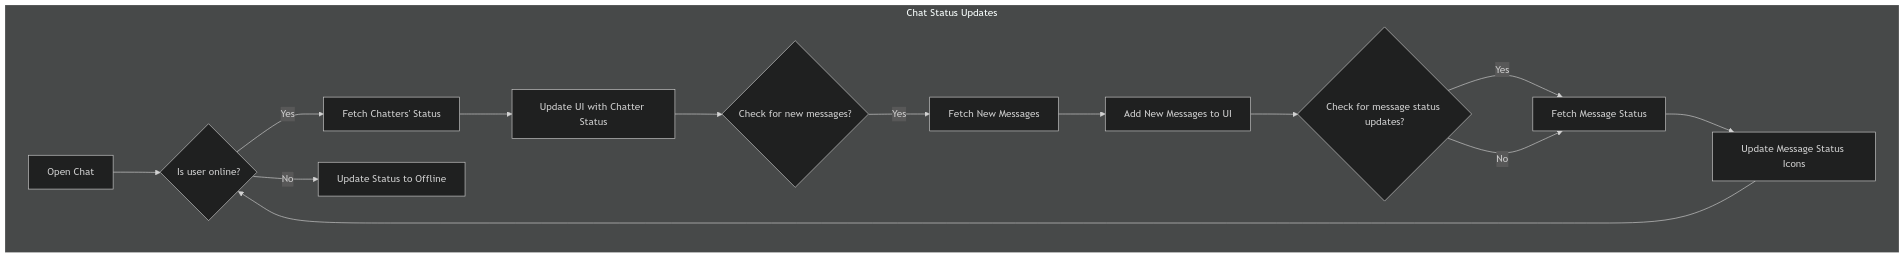 Chat Status Updates
Open Chat
Is user online?
Yes
No
Fetch Chatters' Status
Update Status to Offline
Update UI with Chatter
Status
Check for new messages?
Yes
Fetch New Messages
Add New Messages to UI
Check for message status
updates?
Yes
No
Fetch Message Status
Update Message Status
Icons